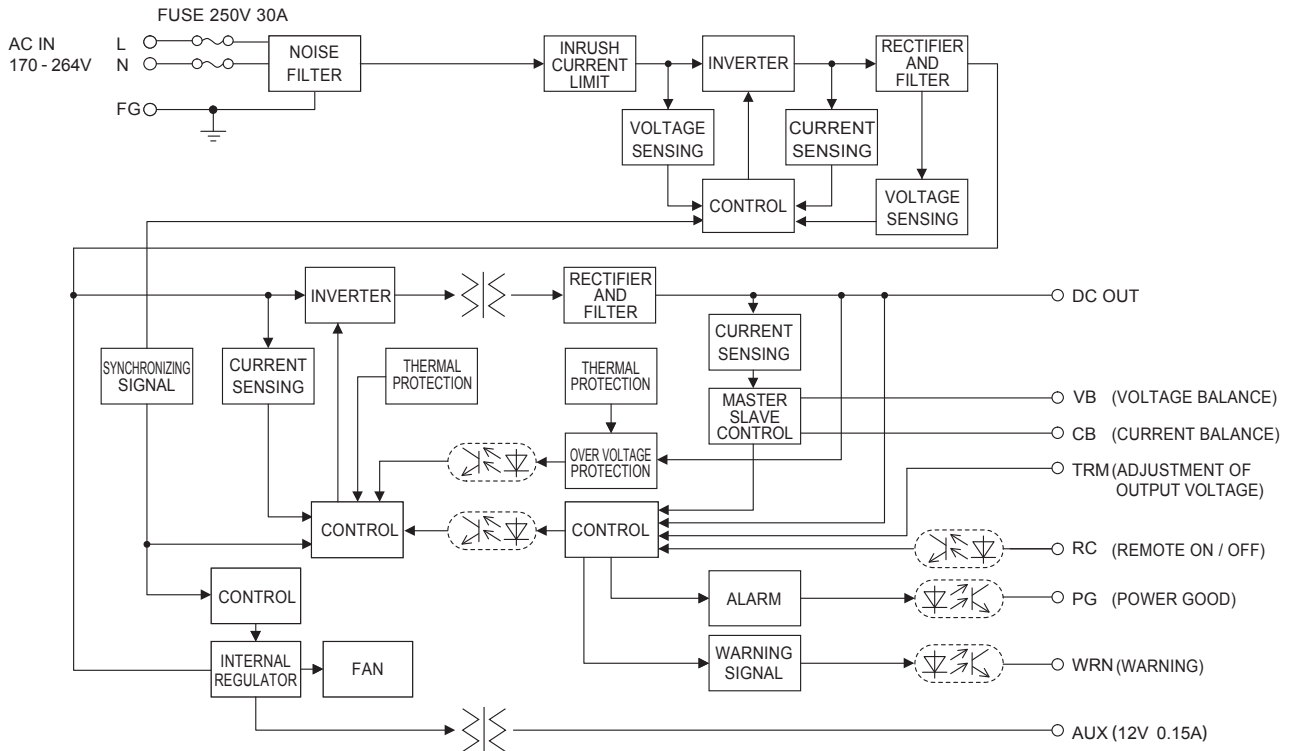 FUSE 250V 30A
AC IN
170 - 264V
L
N
FG
NOISE
FILTER
INRUSH
CURRENT
LIMIT
INVERTER
RECTIFIER
AND
FILTER
VOLTAGE
SENSING
CURRENT
SENSING
CONTROL
VOLTAGE
SENSING
INVERTER
RECTIFIER
AND
FILTER
DC OUT
SYNCHRONIZING
SIGNAL
CURRENT
SENSING
THERMAL
PROTECTION
THERMAL
PROTECTION
CURRENT
SENSING
MASTER
SLAVE
CONTROL
VB (VOLTAGE BALANCE)
CB (CURRENT BALANCE)
OVER VOLTAGE
PROTECTION
TRM (ADJUSTMENT OF
OUTPUT VOLTAGE)
CONTROL
CONTROL
RC (REMOTE ON / OFF)
CONTROL
ALARM
PG (POWER GOOD)
INTERNAL
REGULATOR
FAN
WARNING
SIGNAL
WRN (WARNING)
AUX (12V 0.15A)